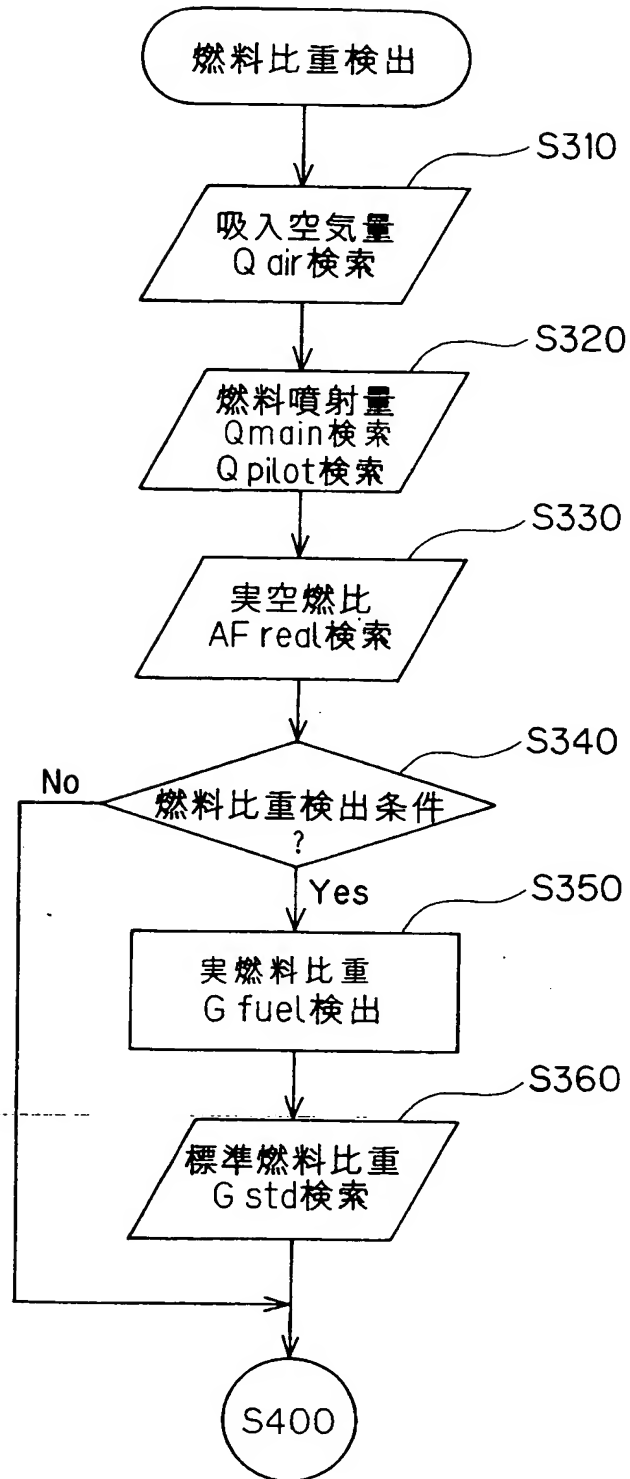 燃料比重検出
S310
吸入空気量
Q air検索
S320
燃料噴射量
Qmain検索
Qpilot検索
S330
実空燃比
AF real検索
S340
No
燃料比重検出条件
?
Yes
S350
実燃料比重
G fuel検出
S360
標準燃料比重
G std検索
S400